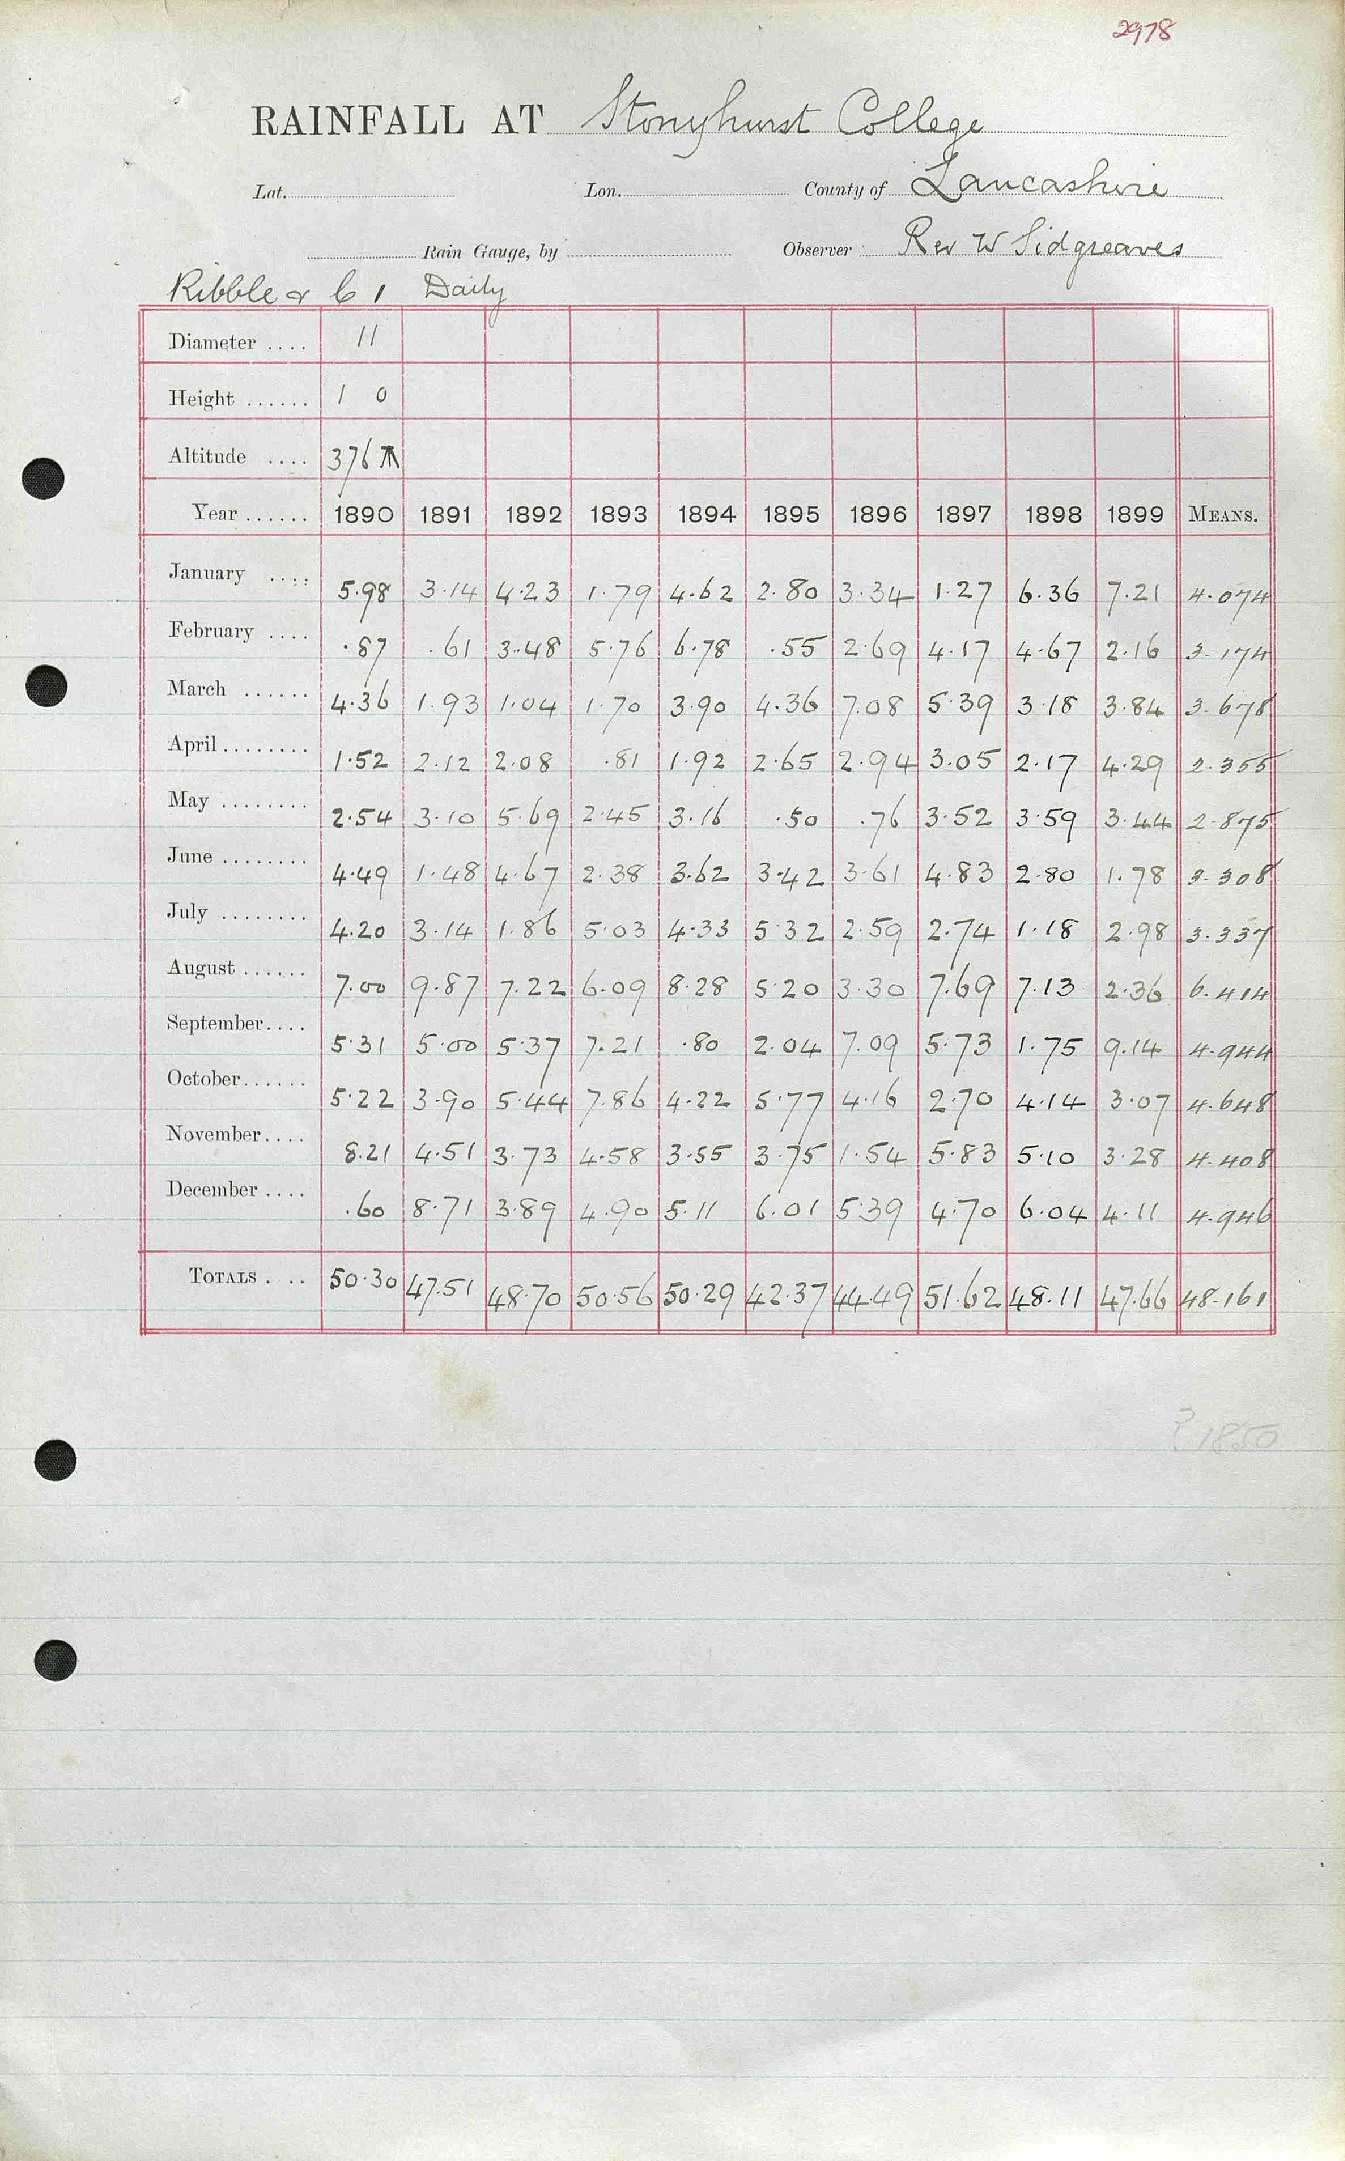 2978
RAINFALL AT Stonyhurst College
Lat. Lon. County of Lancashire
Rain Gauge, by Observer Rev W Sidgreaves
Ribble & C 1 Daily
Diameter .... 11
Height ...... 1 0
Altitude .... 376
Year ...... 1890 1891 1892 1893 1894 1895 1896 1897 1898 1899 MEANS.
January .... 5.98 3.14 4.23 1.79 4.62 2.80 3.34 1.27 6.36 7.21 4.074
February .... .87 .61 3.48 5.76 6.78 .55 2.69 4.17 4.67 2.16 3.174
March ...... 4.36 1.93 1.04 1.70 3.90 4.36 7.08 5.39 3.18 3.84 3.678
April ........ 1.52 2.12 2.08 .81 1.92 2.65 2.94 3.05 2.17 4.29 2.355
May ........ 2.54 3.10 5.69 2.45 3.16 .50 .76 3.52 3.59 3.44 2.875
June ........ 4.49 1.48 4.67 2.38 3.62 3.42 3.61 4.83 2.80 1.78 3.308
July ........ 4.20 3.14 1.86 5.03 4.33 5.32 2.59 2.74 1.18 2.98 3.337
August ...... 7.00 9.87 7.22 6.09 8.28 5.20 3.30 7.69 7.13 2.36 6.414
September .... 5.31 5.00 5.37 7.21 .80 2.04 7.09 5.73 1.75 9.14 4.944
October ...... 5.22 3.90 5.44 7.86 4.22 5.77 4.16 2.70 4.14 3.07 4.648
November .... 8.21 4.51 3.73 4.58 3.55 3.75 1.54 5.83 5.10 3.28 4.408
December .... .60 8.71 3.89 4.90 5.11 6.01 5.39 4.70 6.04 4.11 4.946
TOTALS .... 50.30 47.51 48.70 50.56 50.29 42.37 44.49 51.62 48.11 47.66 48.161
? 1850